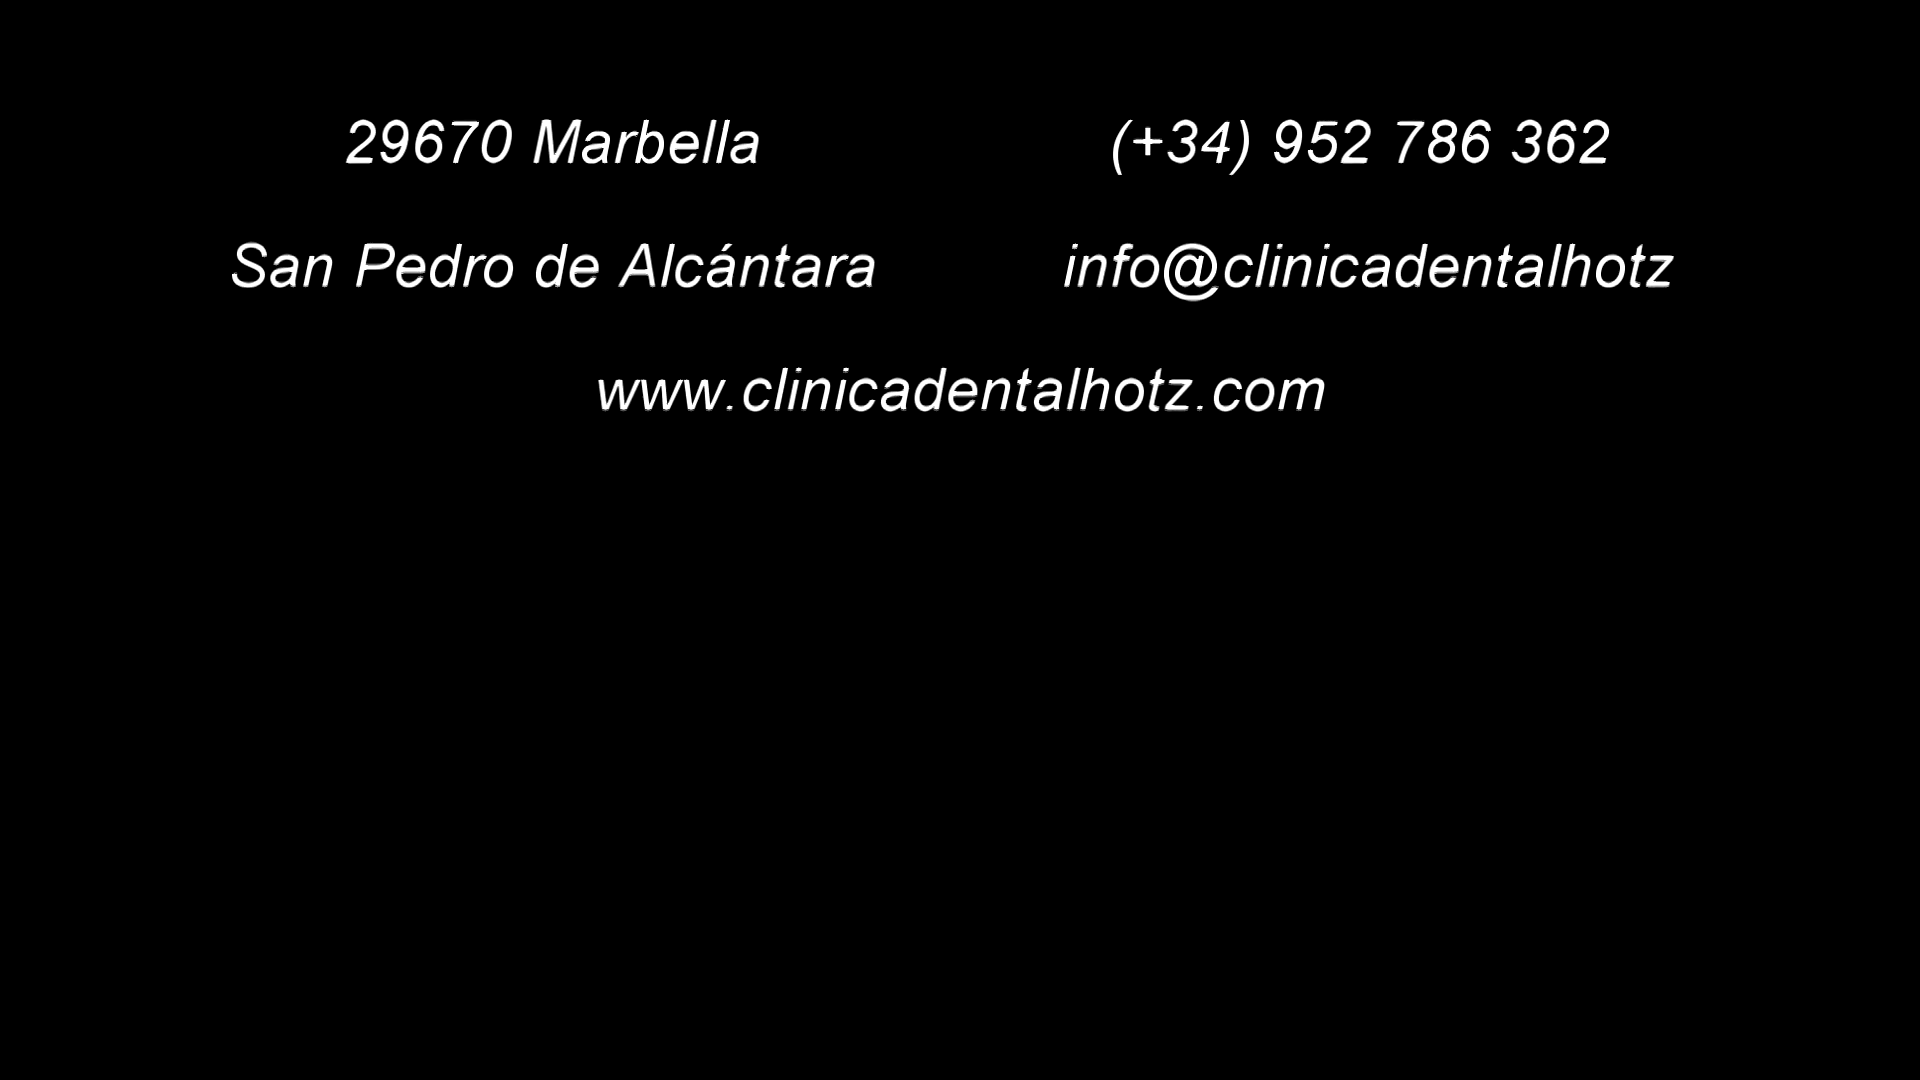 29670 Marbella (+34) 952 786 362
San Pedro de Alcántara info@clinicadentalhotz
www.clinicadentalhotz.com